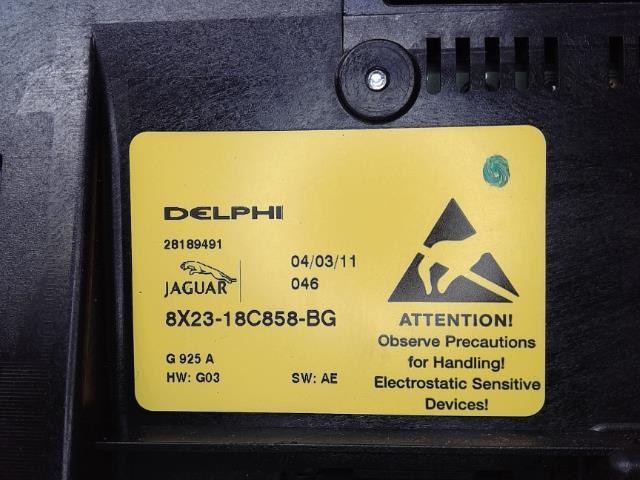 DELPHI
28189491
04/03/11
046
JAGUAR
8X23-18C858-BG
G 925 A
HW: G03 SW: AE
ATTENTION!
Observe Precautions
for Handling!
Electrostatic Sensitive
Devices!